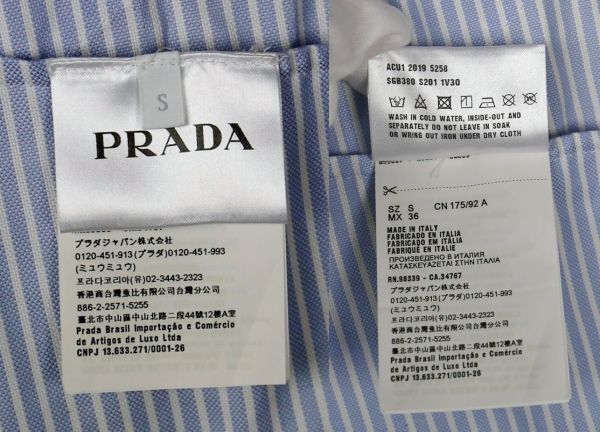 S
PRADA
プラダジャパン株式会社
0120-451-913 (プラダ) 0120-451-993
(ミュウミュウ)
프라다코리아(유) 02-3443-2323
香港商台灣普比有限公司台灣分公司
886-2-2571-5255
臺北市中山區中山北路二段44號12樓A室
Prada Brasil Importação e Comércio
de Artigos de Luxo Ltda
CNPJ 13.633.271/0001-26
ACU1 2019 5258
SGB380 S201 1V30
WASH IN COLD WATER, INSIDE-OUT AND
SEPARATELY DO NOT LEAVE IN SOAK
OR WRING OUT IRON UNDER DRY CLOTH
SZ S CN 175/92 A
MX 36
MADE IN ITALY
FABRICADO EN ITALIA
FABRICADO EM ITÁLIA
FABRIQUÉ EN ITALIE
ПРОИЗВЕДЕНО В ИТАЛИЯ
ΚΑΤΑΣΚΕΥΑΖΕΤΑΙ ΣΤΗΝ ΙΤΑΛΙΑ
RN.98339 - CA.34767
プラダジャパン株式会社
0120-451-913 (プラダ) 0120-451-993
(ミュウミュウ)
프라다코리아(유) 02-3443-2323
香港商台灣普比有限公司台灣分公司
886-2-2571-5255
臺北市中山區中山北路二段44號12樓A室
Prada Brasil Importação e Comércio
de Artigos de Luxo Ltda
CNPJ 13.633.271/0001-26